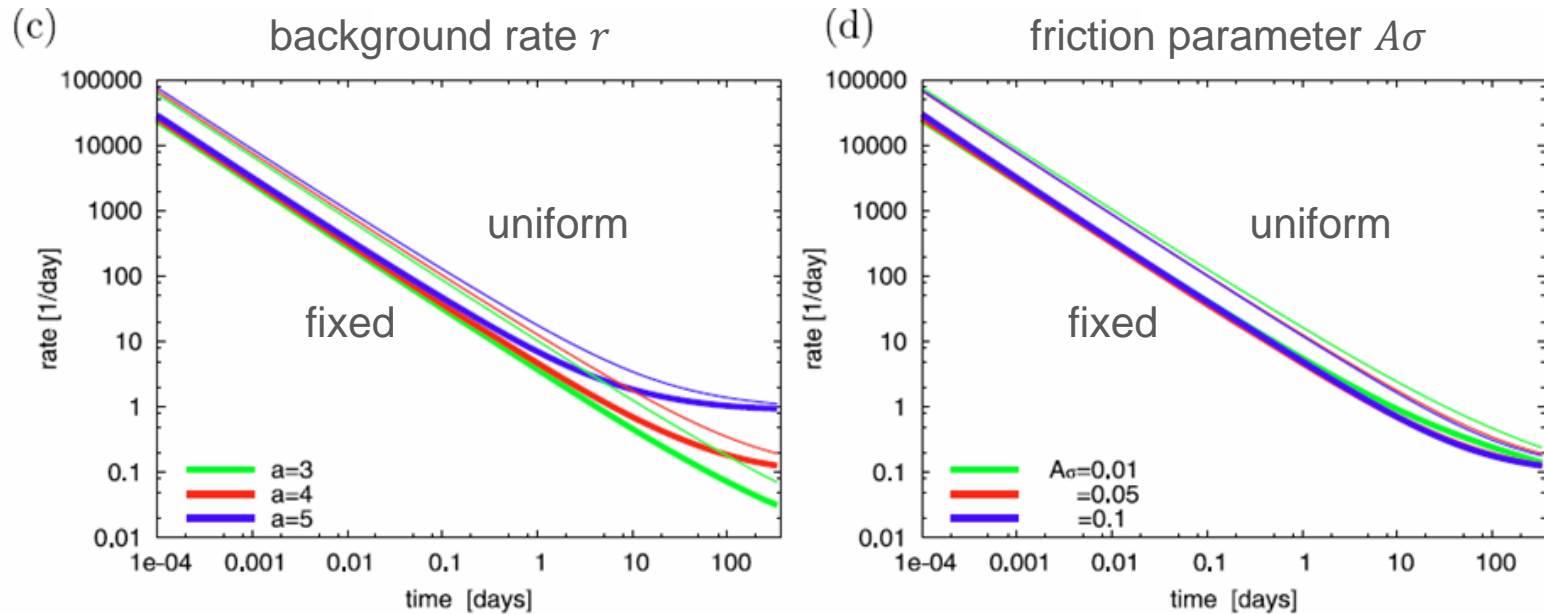 (c) background rate 𝑟
100000
10000
1000
100
10
1
0.1
0.01
rate [1/day]
uniform
fixed
a=3
a=4
a=5
1e-04 0.001 0.01 0.1 1 10 100
time [days]
(d) friction parameter 𝐴𝜎
100000
10000
1000
100
10
1
0.1
0.01
rate [1/day]
uniform
fixed
Aσ=0.01
=0.05
=0.1
1e-04 0.001 0.01 0.1 1 10 100
time [days]